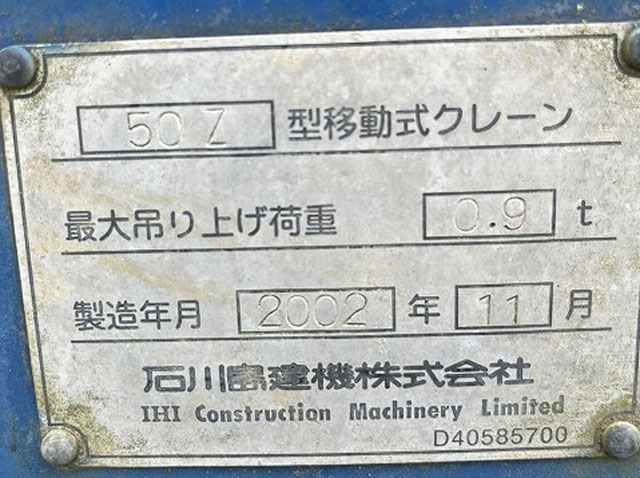 50Z 型移動式クレーン
最大吊り上げ荷重 0.9 t
製造年月 2002 年 11 月
石川島建機株式会社
IHI Construction Machinery Limited
D40585700